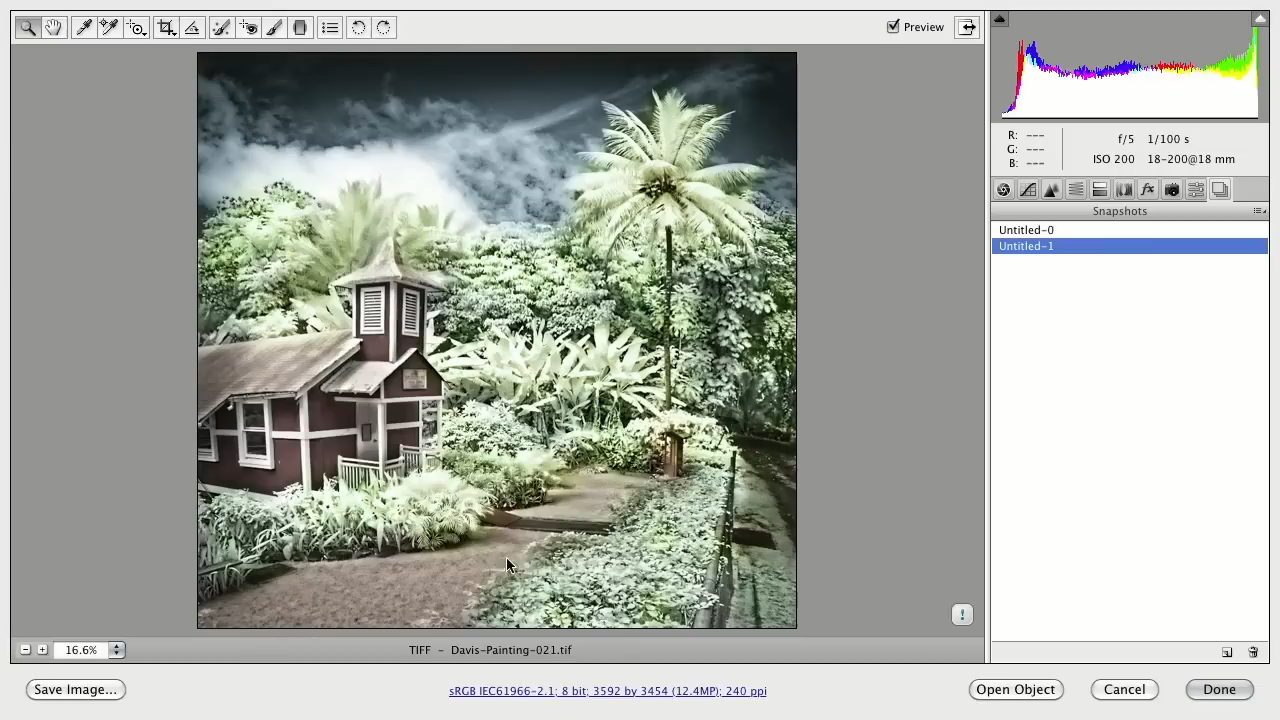 Preview
R: ---
G: ---
B: ---
f/5 1/100 s
ISO 200 18-200@18 mm
fx
Snapshots
Untitled-0
Untitled-1
16.6%
TIFF - Davis-Painting-021.tif
Save Image...
sRGB IEC61966-2.1; 8 bit; 3592 by 3454 (12.4MP); 240 ppi
Open Object
Cancel
Done